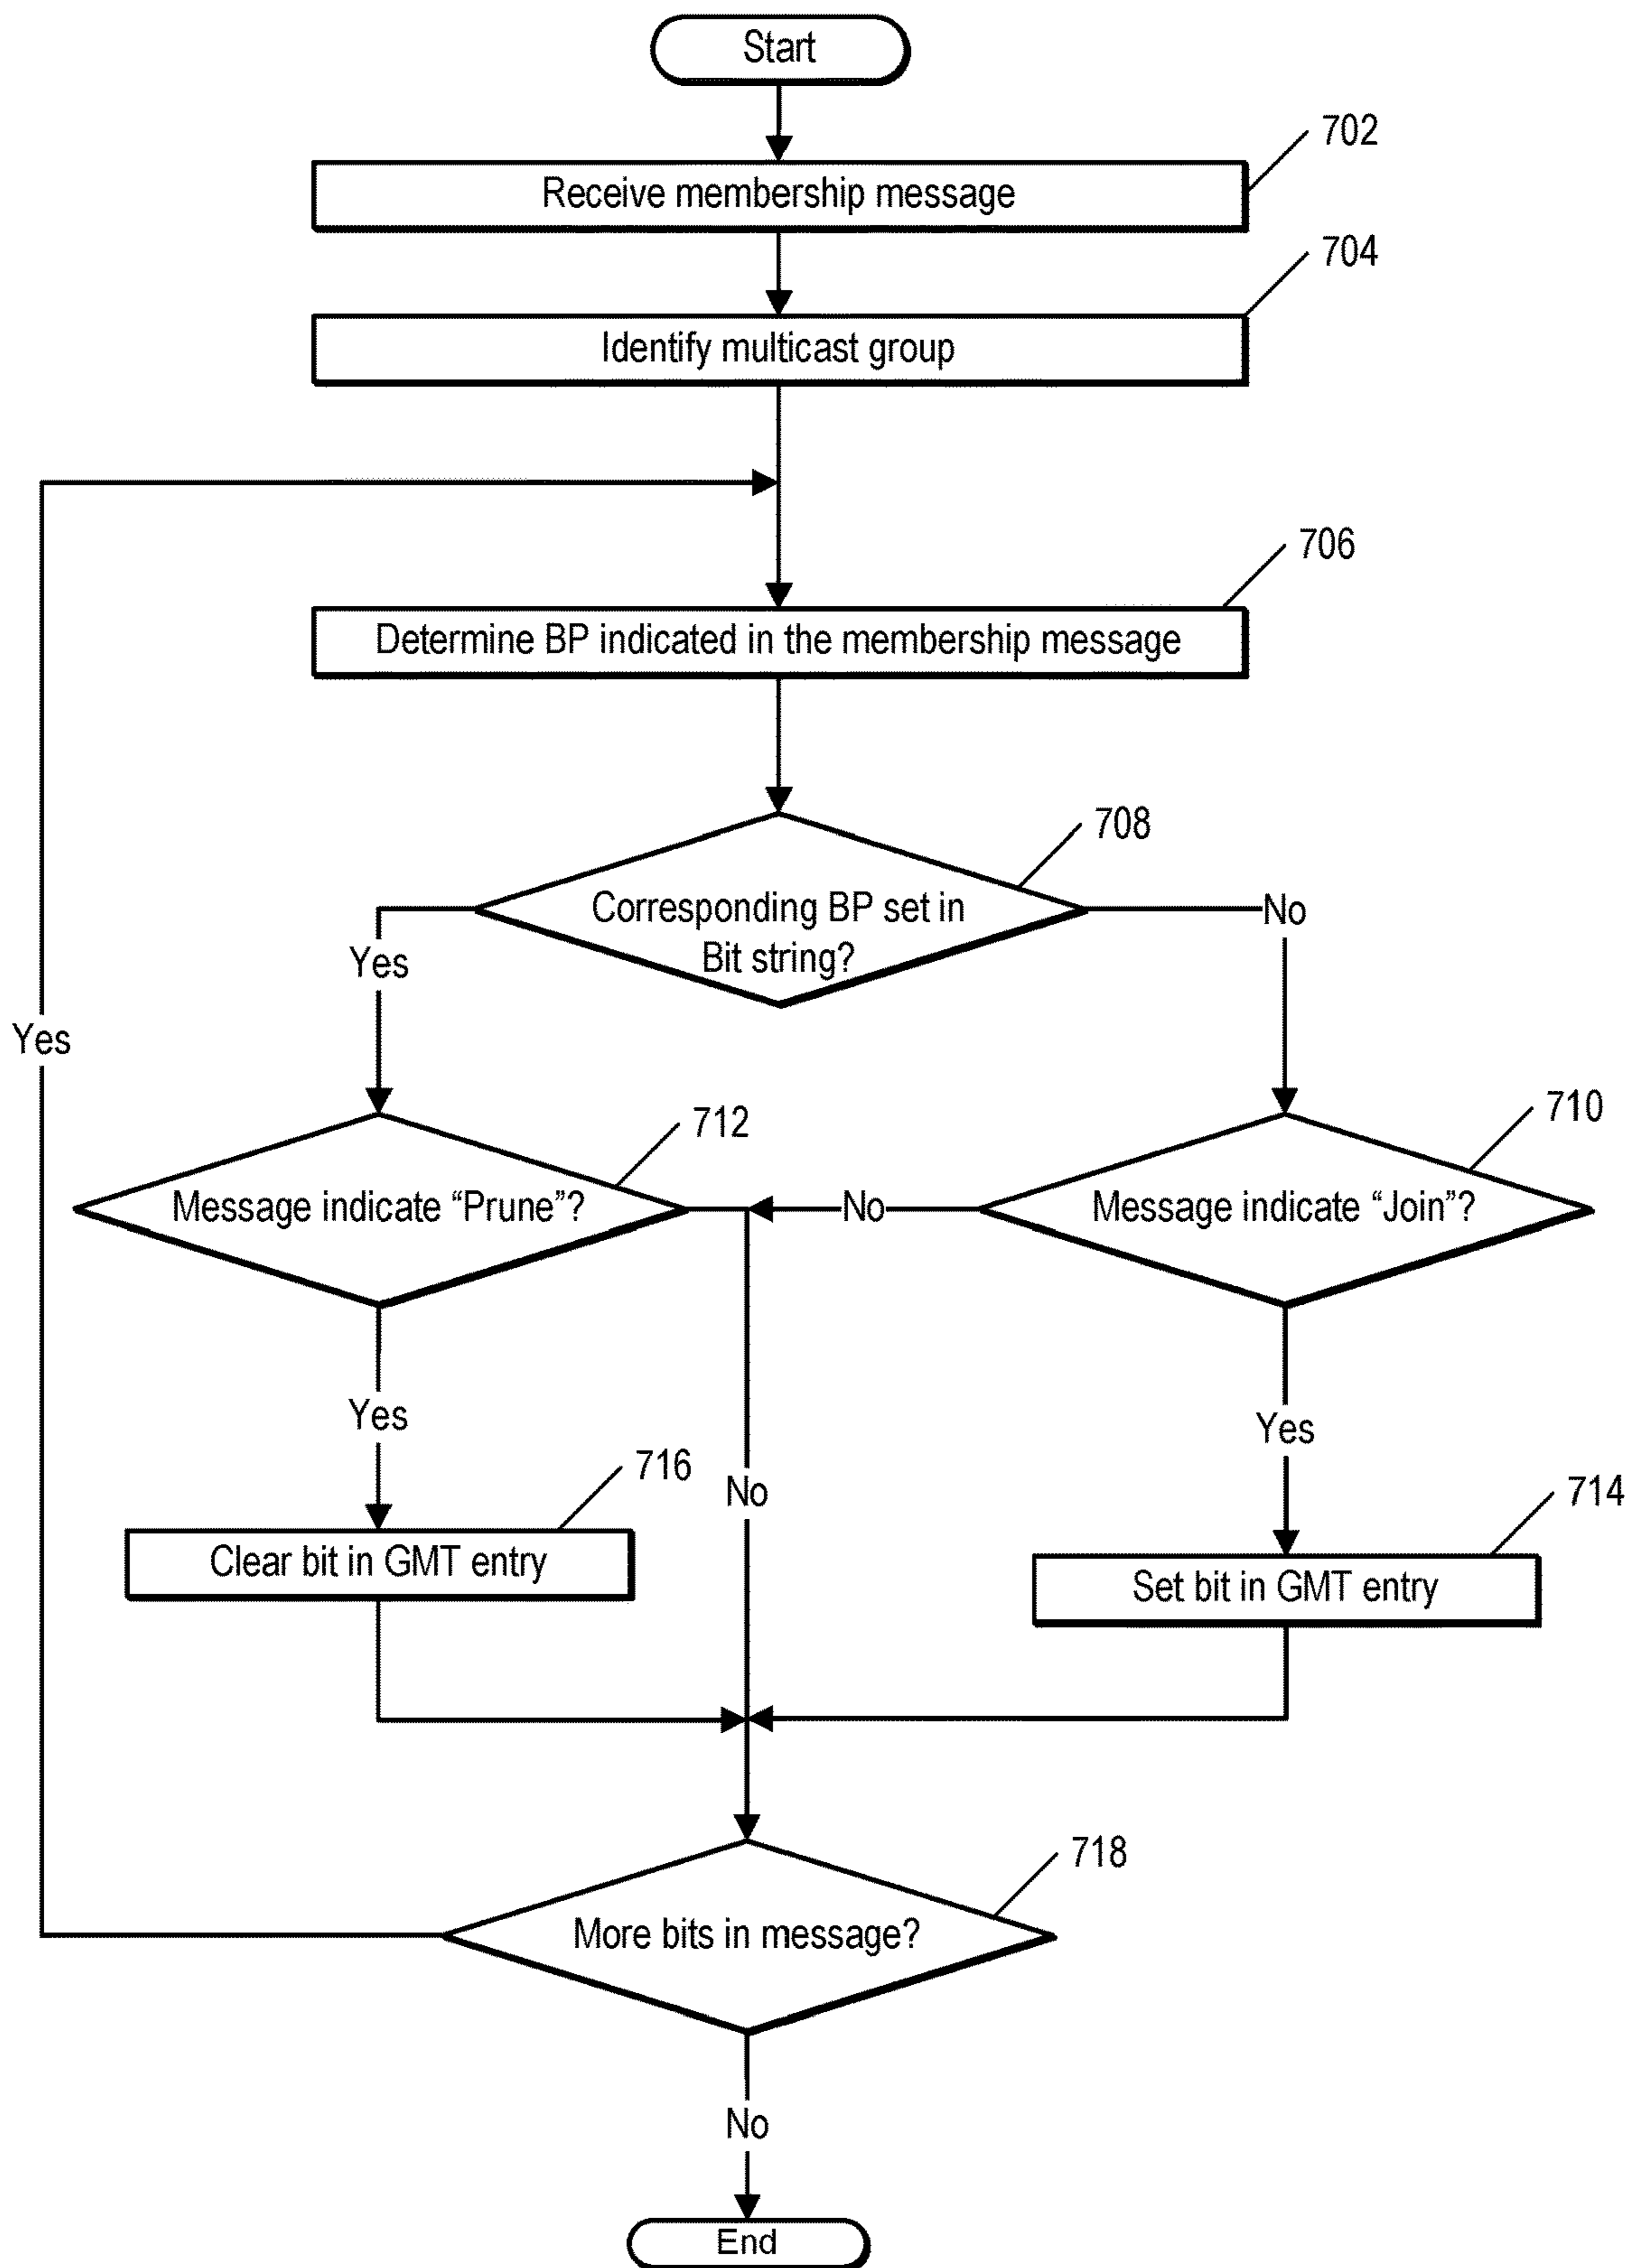 Start
702
Receive membership message
704
Identify multicast group
706
Determine BP indicated in the membership message
708
Corresponding BP set in
Bit string?
No
Yes
Yes
712
710
Message indicate “Prune”?
No
Message indicate “Join”?
Yes
Yes
716
No
714
Clear bit in GMT entry
Set bit in GMT entry
718
More bits in message?
No
End